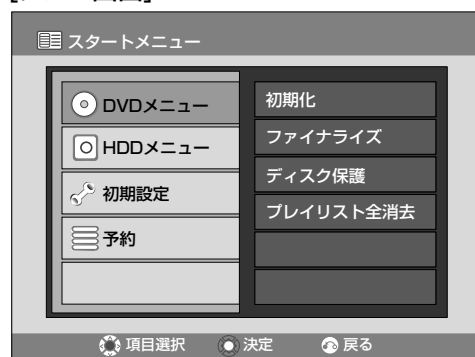 スタートメニュー
DVDメニュー
HDDメニュー
初期設定
予約
初期化
ファイナライズ
ディスク保護
プレイリスト全消去
項目選択 決定 戻る